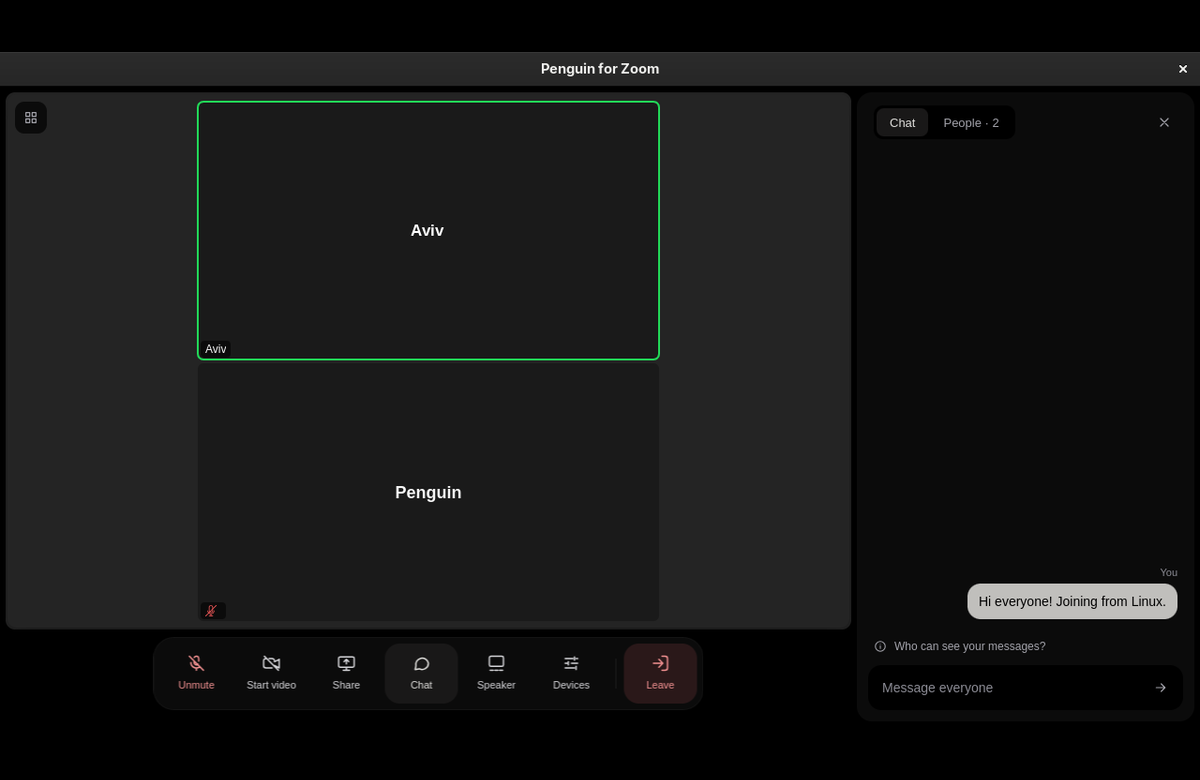 Penguin for Zoom
Aviv
Aviv
Penguin
Unmute
Start video
Share
Chat
Speaker
Devices
Leave
Chat
People · 2
You
Hi everyone! Joining from Linux.
Who can see your messages?
Message everyone